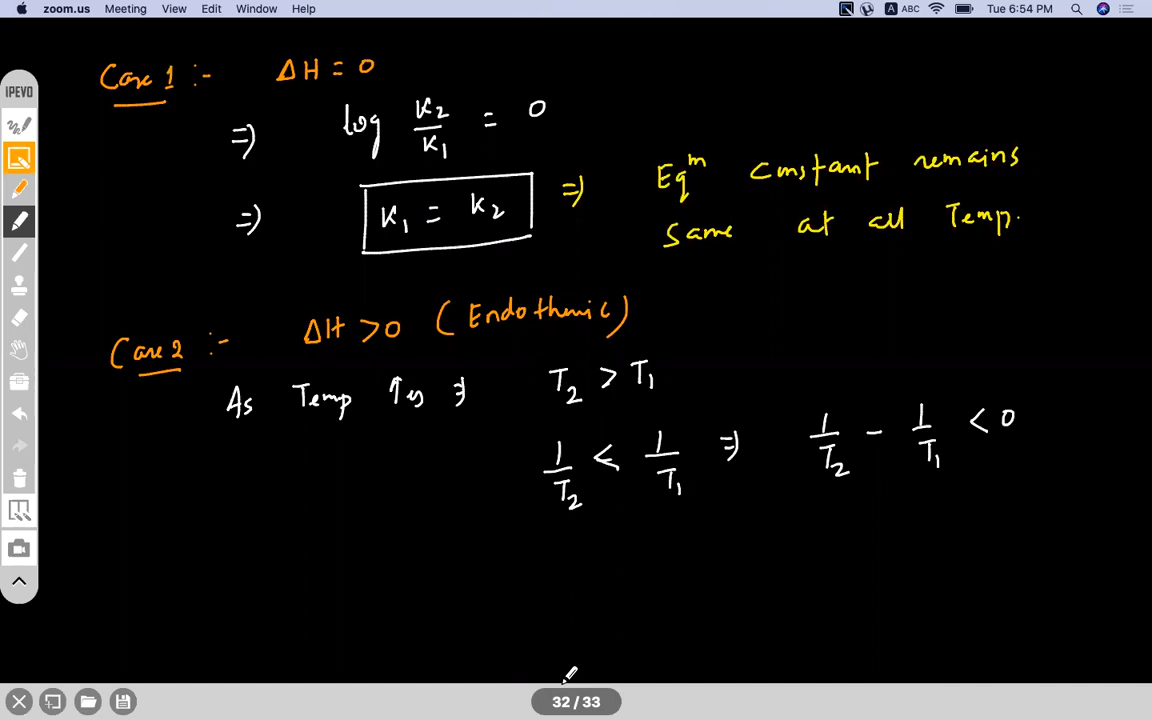 zoom.us Meeting View Edit Window Help ABC Tue 6:54 PM
IPEVO
Case 1 :- ΔH = 0
⇒ log K2/K1 = 0
⇒ K1 = K2 ⇒ Eqm constant remains
same at all Temp.
Case 2 :- ΔH > 0 (Endothermic)
As Temp ↑es ⇒ T2 > T1
1/T2 < 1/T1 ⇒ 1/T2 - 1/T1 < 0
32 / 33